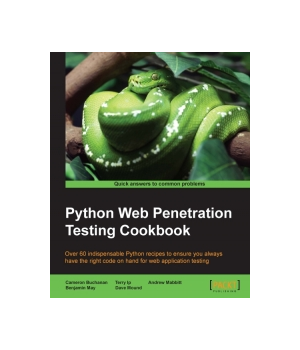 Quick answers to common problems
Python Web Penetration
Testing Cookbook
Over 60 indispensable Python recipes to ensure you always
have the right code on hand for web application testing
Cameron Buchanan Terry Ip Andrew Mabbitt
Benjamin May Dave Mound
[PACKT]
PUBLISHING